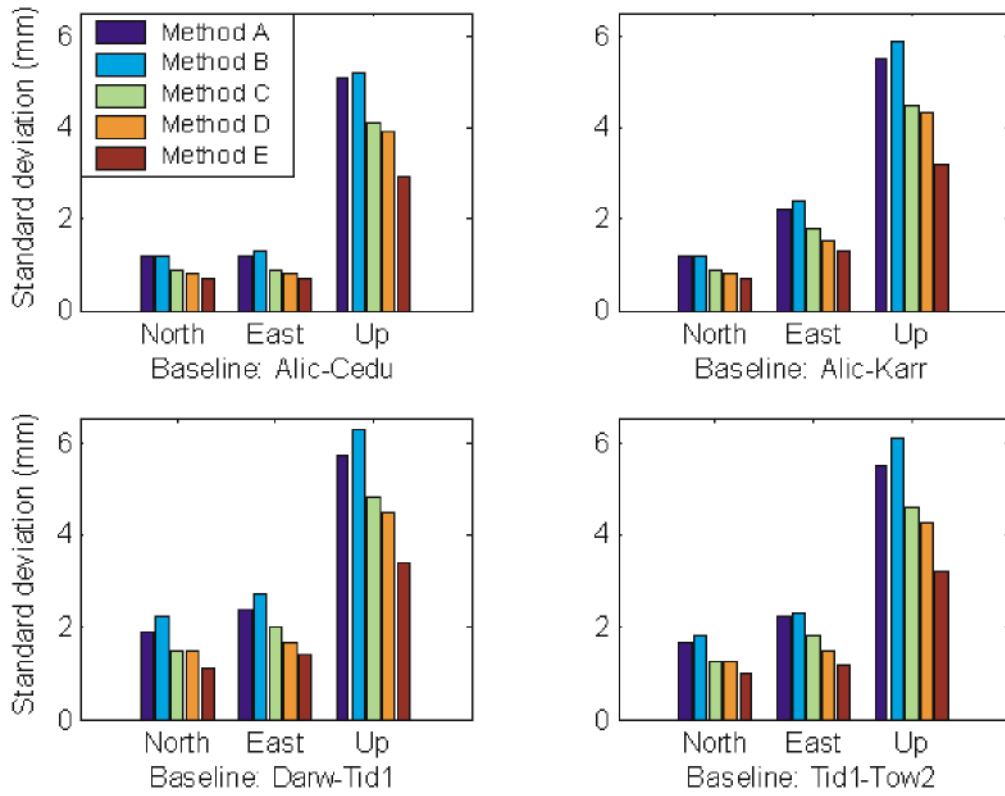 Standard deviation (mm)
6
4
2
0
Method A
Method B
Method C
Method D
Method E
North East Up
Baseline: Alic-Cedu
6
4
2
0
North East Up
Baseline: Alic-Karr
Standard deviation (mm)
6
4
2
0
North East Up
Baseline: Darw-Tid1
6
4
2
0
North East Up
Baseline: Tid1-Tow2